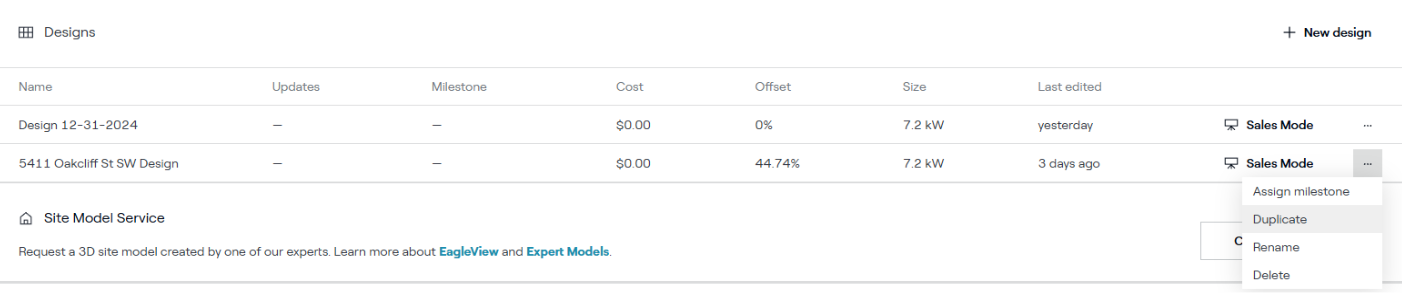 Designs
+ New design
Name Updates Milestone Cost Offset Size Last edited
Design 12-31-2024 — — $0.00 0% 7.2 kW yesterday Sales Mode ...
5411 Oakcliff St SW Design — — $0.00 44.74% 7.2 kW 3 days ago Sales Mode ...
Assign milestone
Site Model Service
Duplicate
Request a 3D site model created by one of our experts. Learn more about EagleView and Expert Models.
Rename
Delete